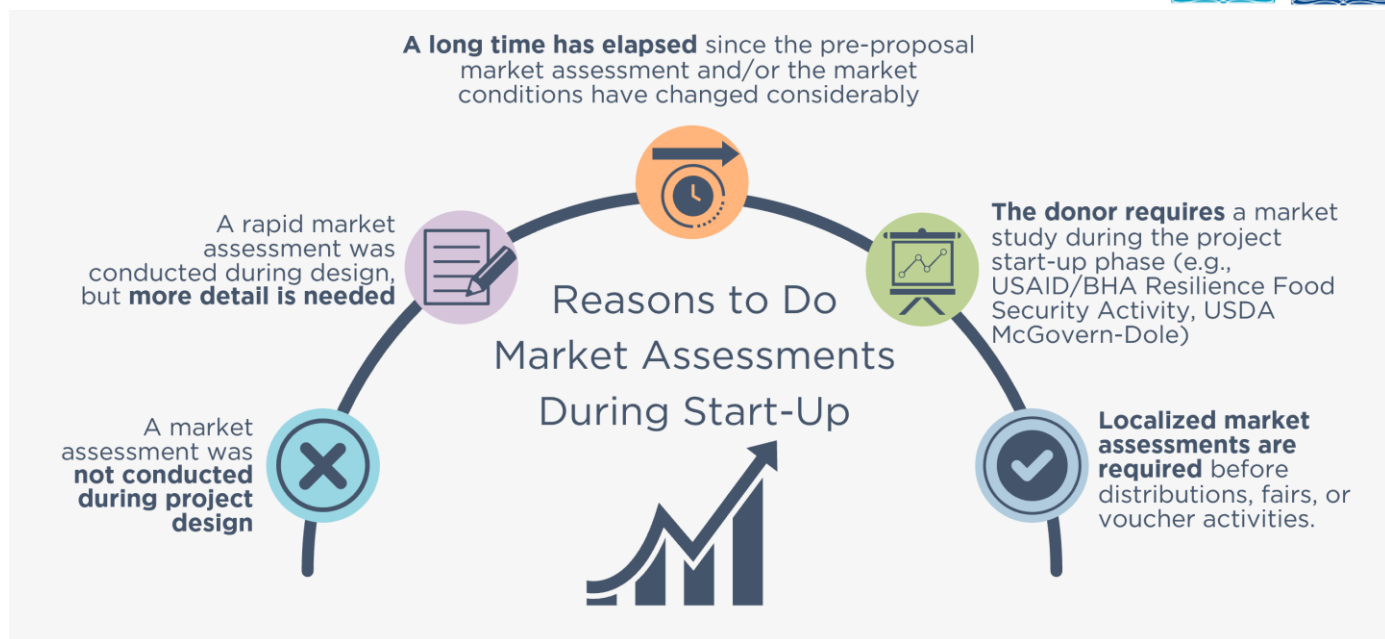 A long time has elapsed since the pre-proposal
market assessment and/or the market
conditions have changed considerably
A rapid market
assessment was
conducted during design,
but more detail is needed
The donor requires a market
study during the project
start-up phase (e.g.,
USAID/BHA Resilience Food
Security Activity, USDA
McGovern-Dole)
Reasons to Do
Market Assessments
During Start-Up
A market
assessment was
not conducted
during project
design
Localized market
assessments are
required before
distributions, fairs, or
voucher activities.